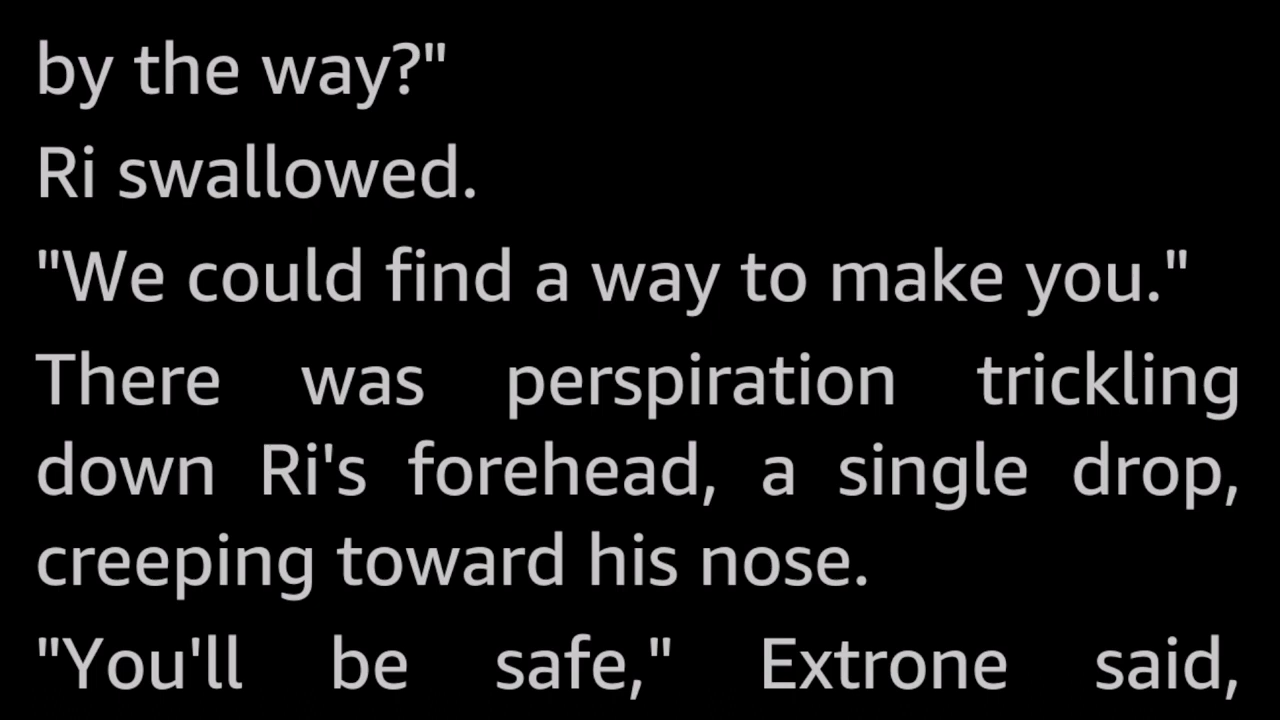 by the way?"
Ri swallowed.
"We could find a way to make you."
There was perspiration trickling
down Ri's forehead, a single drop,
creeping toward his nose.
"You'll be safe," Extrone said,